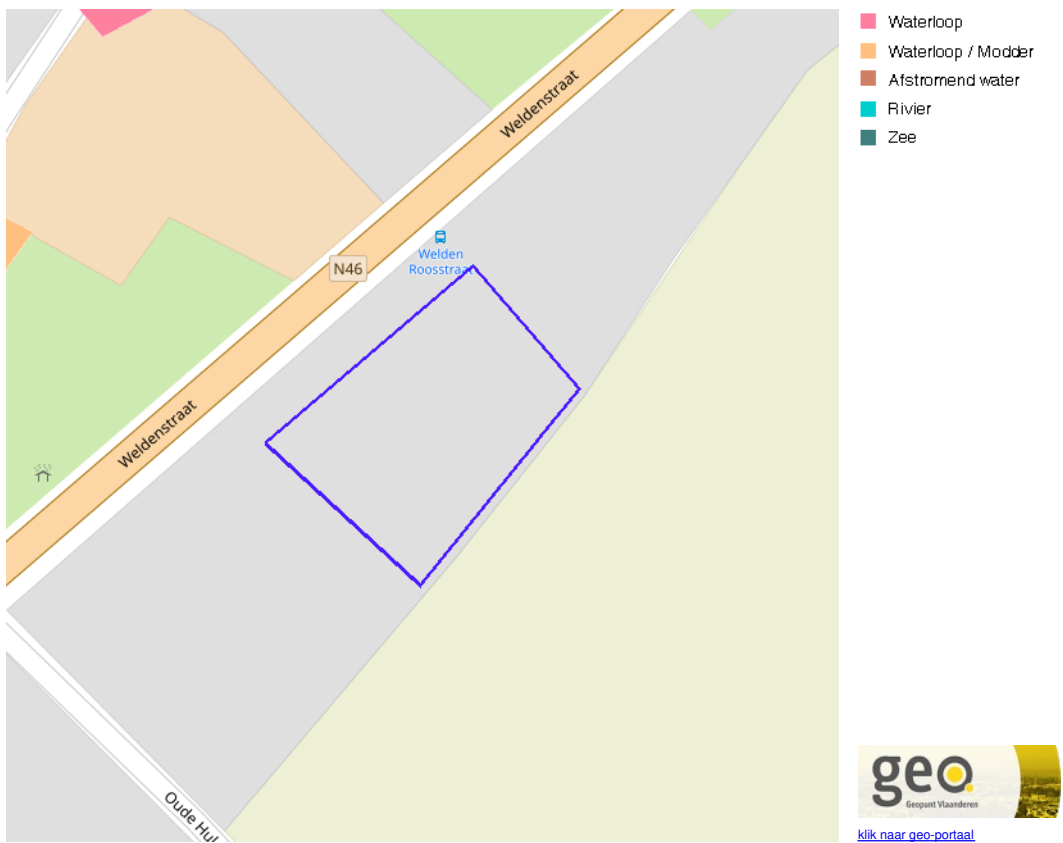 Weldenstraat
Welden
Roosstraat
N46
Weldenstraat
Oude Hul
Waterloop
Waterloop / Modder
Afstromend water
Rivier
Zee
geo.
Geopunt Vlaanderen
klik naar geo-portaal